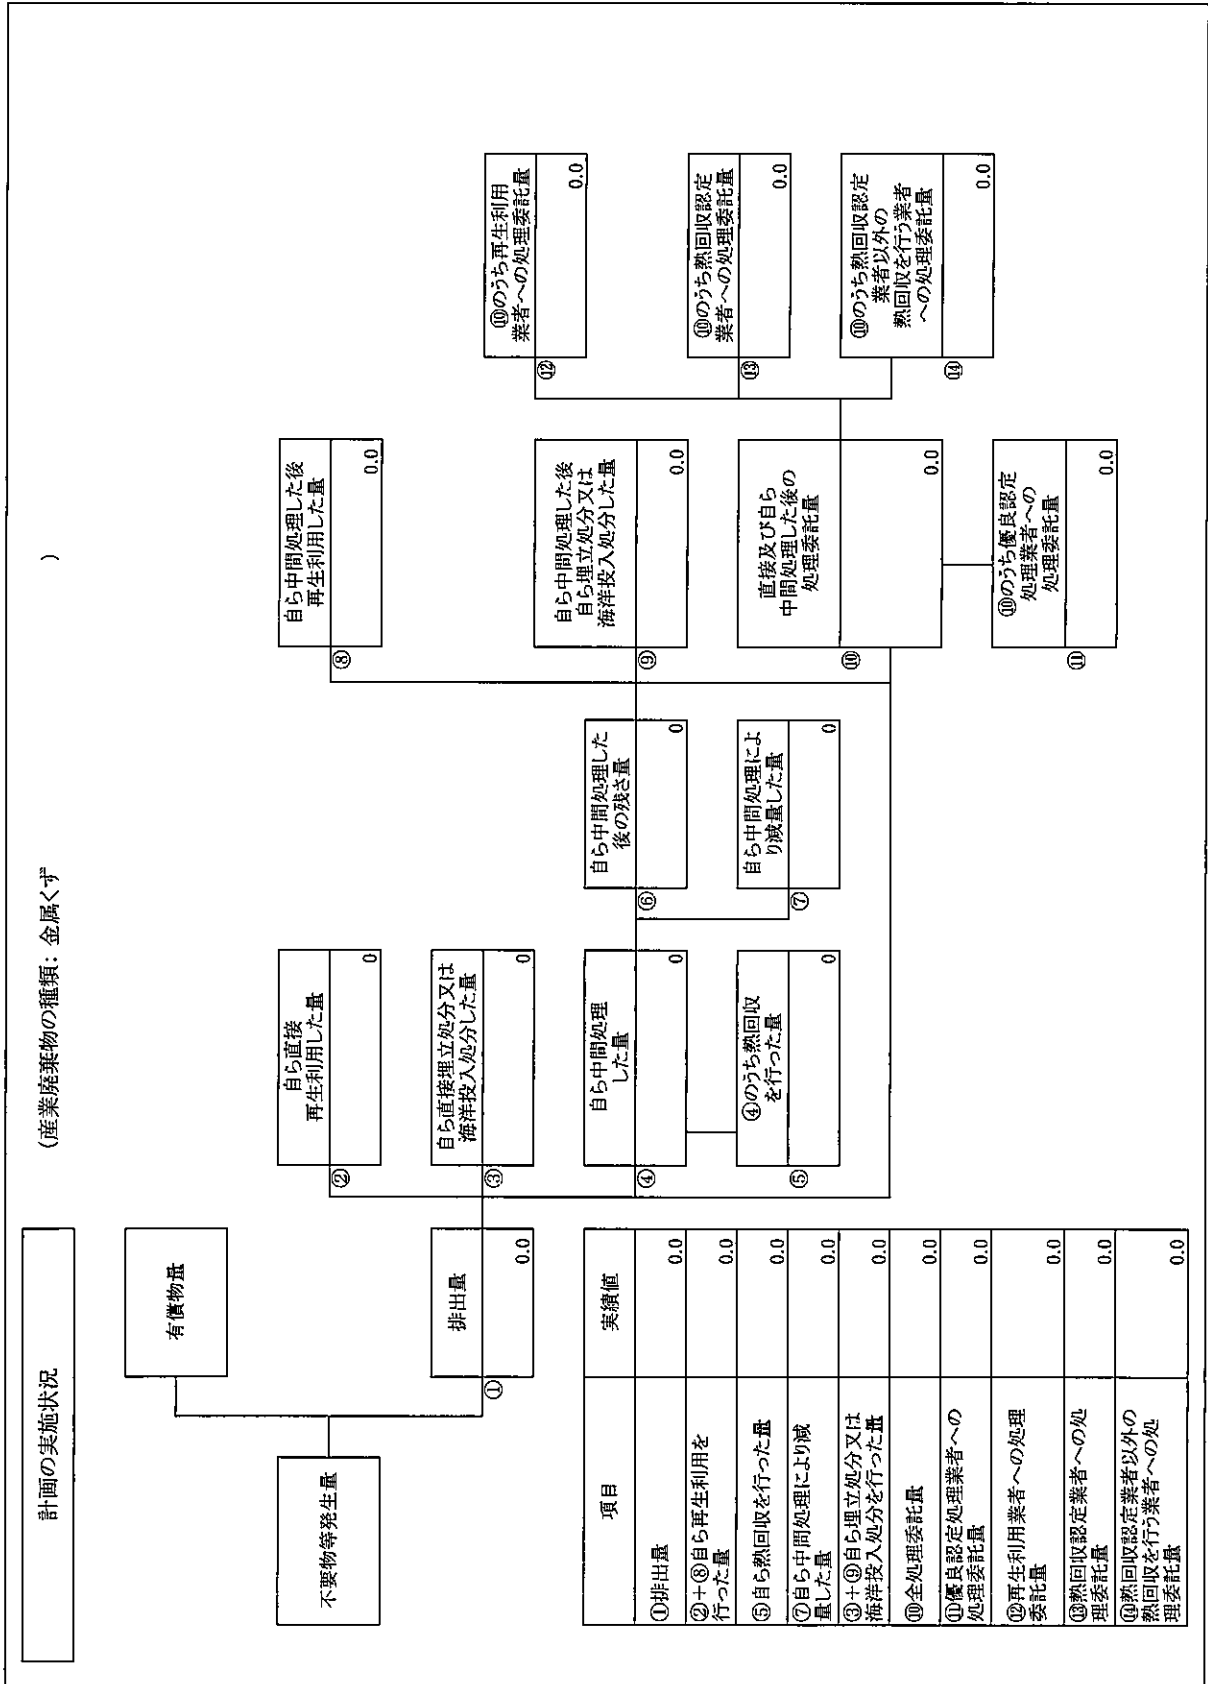 計画の実施状況
(産業廃棄物の種類: 金属くず
)
不要物等発生量
有償物量
排出量
①
0.0
自ら直接
再生利用した量
②
0
自ら直接埋立処分又は
海洋投入処分した量
③
0
自ら中間処理
した量
④
0
④のうち熱回収
を行った量
⑤
0
自ら中間処理した
後の残さ量
⑥
0
自ら中間処理によ
り減量した量
⑦
0
自ら中間処理した後
再生利用した量
⑧
0.0
自ら中間処理した後
自ら埋立処分又は
海洋投入処分した量
⑨
0.0
直接及び自ら
中間処理した後の
処理委託量
⑩
0.0
⑩のうち優良認定
処理業者への
処理委託量
⑪
0.0
⑩のうち再生利用
業者への処理委託量
⑫
0.0
⑩のうち熱回収認定
業者への処理委託量
⑬
0.0
⑩のうち熱回収認定
業者以外の
熱回収を行う業者
への処理委託量
⑭
0.0
項目
実績値
①排出量
0.0
②+⑧自ら再生利用を
行った量
0.0
⑤自ら熱回収を行った量
0.0
⑦自ら中間処理により減
量した量
0.0
③+⑨自ら埋立処分又は
海洋投入処分を行った量
0.0
⑩全処理委託量
0.0
⑪優良認定処理業者への
処理委託量
0.0
⑫再生利用業者への処理
委託量
0.0
⑬熱回収認定業者への処
理委託量
0.0
⑭熱回収認定業者以外の
熱回収を行う業者への処
理委託量
0.0